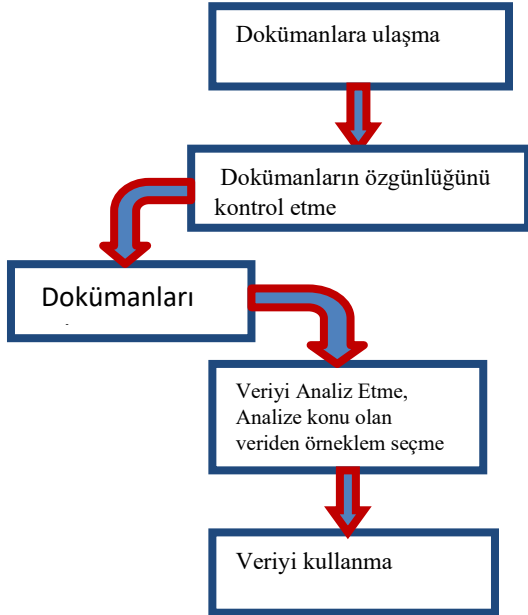 Dokümanlara ulaşma
Dokümanların özgünlüğünü
kontrol etme
Dokümanları
Veriyi Analiz Etme,
Analize konu olan
veriden örneklem seçme
Veriyi kullanma